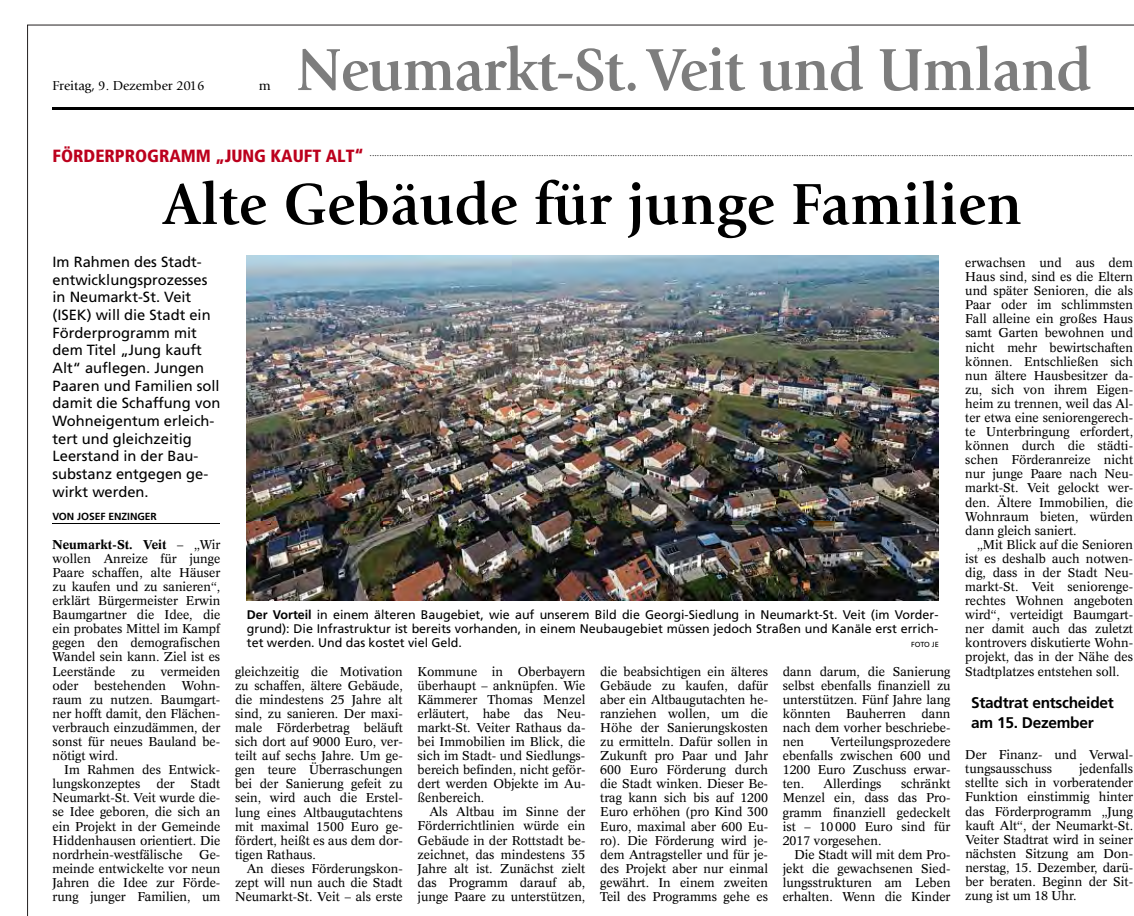 Freitag, 9. Dezember 2016
m
Neumarkt-St. Veit und Umland
FÖRDERPROGRAMM „JUNG KAUFT ALT“
Alte Gebäude für junge Familien
Im Rahmen des Stadt-
entwicklungsprozesses
in Neumarkt-St. Veit
(ISEK) will die Stadt ein
Förderprogramm mit
dem Titel „Jung kauft
Alt“ auflegen. Jungen
Paaren und Familien soll
damit die Schaffung von
Wohneigentum erleich-
tert und gleichzeitig
Leerstand in der Bau-
substanz entgegen ge-
wirkt werden.
VON JOSEF ENZINGER
Neumarkt-St. Veit – „Wir
wollen Anreize für junge
Paare schaffen, alte Häuser
zu kaufen und zu sanieren“,
erklärt Bürgermeister Erwin
Baumgartner die Idee, die
ein probates Mittel im Kampf
gegen den demografischen
Wandel sein kann. Ziel ist es
Leerstände zu vermeiden
oder bestehenden Wohn-
raum zu nutzen. Baumgart-
ner hofft damit, den Flächen-
verbrauch einzudämmen, der
sonst für neues Bauland be-
nötigt wird.
Im Rahmen des Entwick-
lungskonzeptes der Stadt
Neumarkt-St. Veit wurde die-
se Idee geboren, die sich an
ein Projekt in der Gemeinde
Hiddenhausen orientiert. Die
nordrhein-westfälische Ge-
meinde entwickelte vor neun
Jahren die Idee zur Förde-
rung junger Familien, um
Der Vorteil in einem älteren Baugebiet, wie auf unserem Bild die Georgi-Siedlung in Neumarkt-St. Veit (im Vorder-
grund): Die Infrastruktur ist bereits vorhanden, in einem Neubaugebiet müssen jedoch Straßen und Kanäle erst errich-
tet werden. Und das kostet viel Geld.
FOTO JE
gleichzeitig die Motivation
zu schaffen, ältere Gebäude,
die mindestens 25 Jahre alt
sind, zu sanieren. Der maxi-
male Förderbetrag beläuft
sich dort auf 9000 Euro, ver-
teilt auf sechs Jahre. Um ge-
gen teure Überraschungen
bei der Sanierung gefeit zu
sein, wird auch die Erstel-
lung eines Altbaugutachtens
mit maximal 1500 Euro ge-
fördert, heißt es aus dem dor-
tigen Rathaus.
An dieses Förderungskon-
zept will nun auch die Stadt
Neumarkt-St. Veit – als erste
Kommune in Oberbayern
überhaupt – anknüpfen. Wie
Kämmerer Thomas Menzel
erläutert, habe das Neu-
markt-St. Veiter Rathaus da-
bei Immobilien im Blick, die
sich im Stadt- und Siedlungs-
bereich befinden, nicht geför-
dert werden Objekte im Au-
ßenbereich.
Als Altbau im Sinne der
Förderrichtlinien würde ein
Gebäude in der Rottstadt be-
zeichnet, das mindestens 35
Jahre alt ist. Zunächst zielt
das Programm darauf ab,
junge Paare zu unterstützen,
die beabsichtigen ein älteres
Gebäude zu kaufen, dafür
aber ein Altbaugutachten he-
ranziehen wollen, um die
Höhe der Sanierungskosten
zu ermitteln. Dafür sollen in
Zukunft pro Paar und Jahr
600 Euro Förderung durch
die Stadt winken. Dieser Be-
trag kann sich bis auf 1200
Euro erhöhen (pro Kind 300
Euro, maximal aber 600 Eu-
ro). Die Förderung wird je-
dem Antragsteller und für je-
des Projekt aber nur einmal
gewährt. In einem zweiten
Teil des Programms gehe es
dann darum, die Sanierung
selbst ebenfalls finanziell zu
unterstützen. Fünf Jahre lang
könnten Bauherren dann
nach dem vorher beschriebe-
nen Verteilungsprozedere
ebenfalls zwischen 600 und
1200 Euro Zuschuss erwar-
ten. Allerdings schränkt
Menzel ein, dass das Pro-
gramm finanziell gedeckelt
ist – 10000 Euro sind für
2017 vorgesehen.
Die Stadt will mit dem Pro-
jekt die gewachsenen Sied-
lungsstrukturen am Leben
erhalten. Wenn die Kinder
erwachsen und aus dem
Haus sind, sind es die Eltern
und später Senioren, die als
Paar oder im schlimmsten
Fall alleine ein großes Haus
samt Garten bewohnen und
nicht mehr bewirtschaften
können. Entschließen sich
nun ältere Hausbesitzer da-
zu, sich von ihrem Eigen-
heim zu trennen, weil das Al-
ter etwa eine seniorengerech-
te Unterbringung erfordert,
können durch die städti-
schen Förderanreize nicht
nur junge Paare nach Neu-
markt-St. Veit gelockt wer-
den. Ältere Immobilien, die
Wohnraum bieten, würden
dann gleich saniert.
„Mit Blick auf die Senioren
ist es deshalb auch notwen-
dig, dass in der Stadt Neu-
markt-St. Veit seniorenge-
rechtes Wohnen angeboten
wird“, verteidigt Baumgart-
ner damit auch das zuletzt
kontrovers diskutierte Wohn-
projekt, das in der Nähe des
Stadtplatzes entstehen soll.
Stadtrat entscheidet
am 15. Dezember
Der Finanz- und Verwal-
tungsausschuss jedenfalls
stellte sich in vorberatender
Funktion einstimmig hinter
das Förderprogramm „Jung
kauft Alt“, der Neumarkt-St.
Veiter Stadtrat wird in seiner
nächsten Sitzung am Don-
nerstag, 15. Dezember, darü-
ber beraten. Beginn der Sit-
zung ist um 18 Uhr.